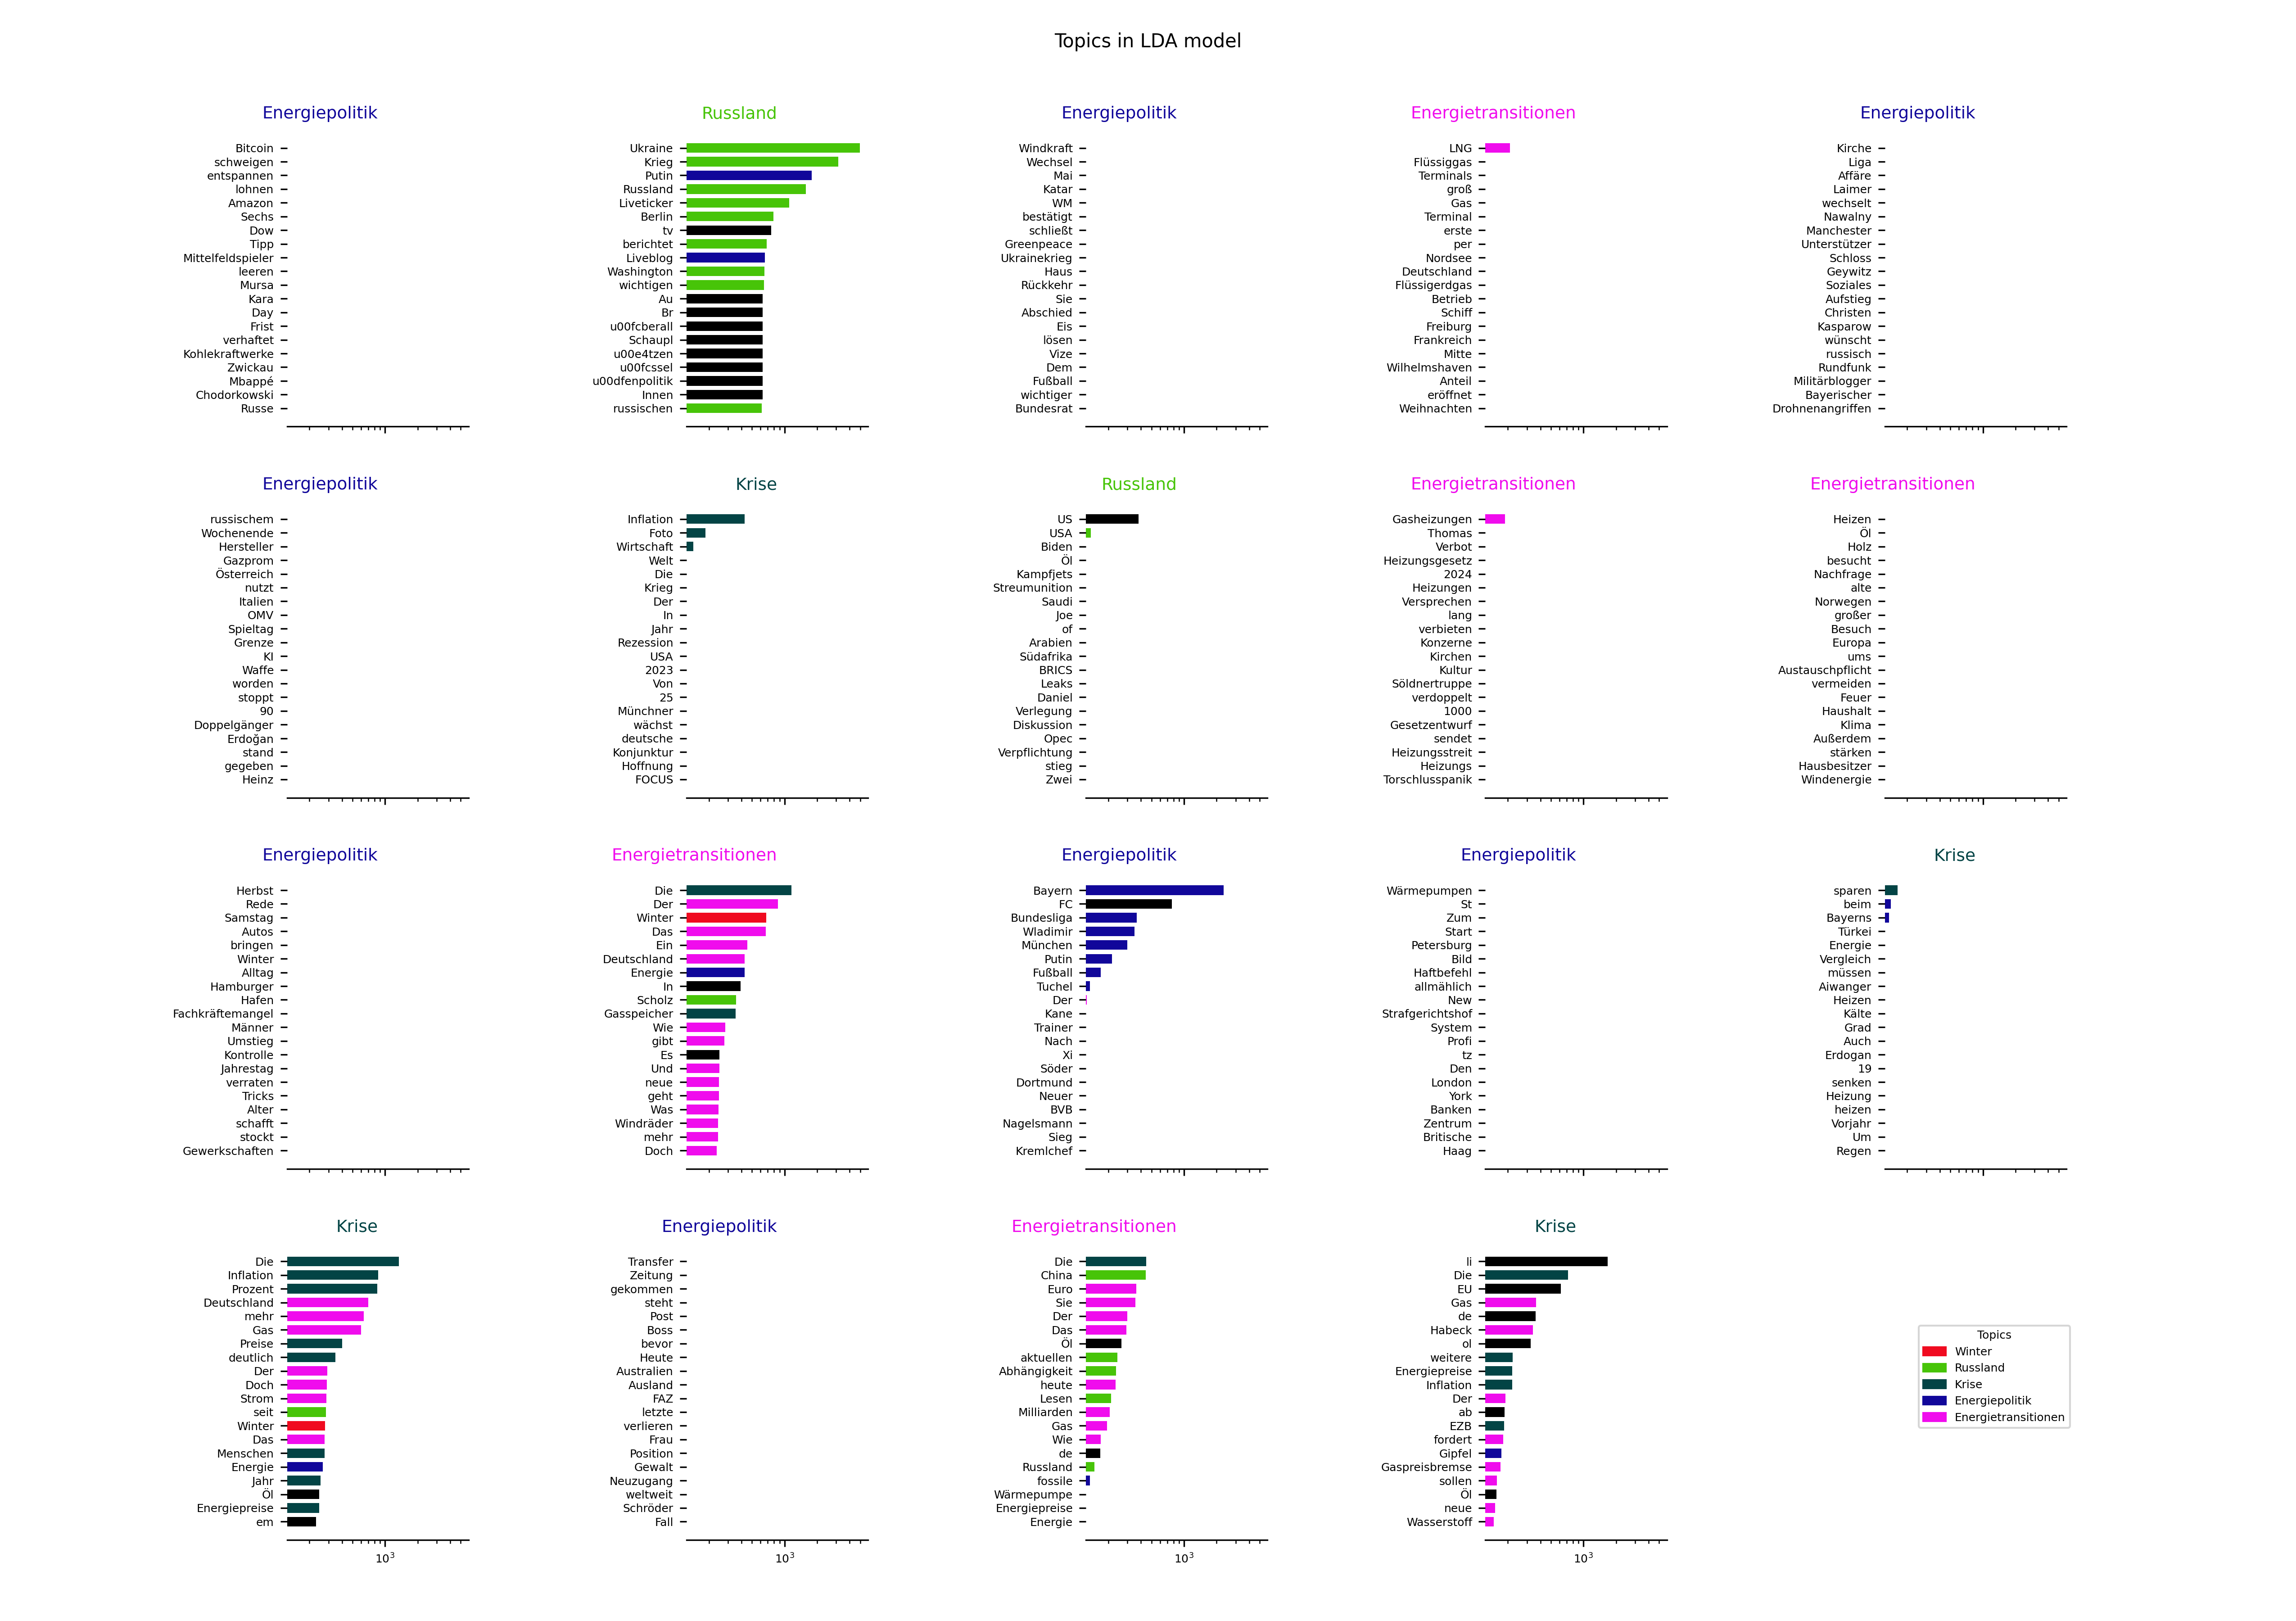 Topics in LDA model
Energiepolitik
Bitcoin
schweigen
entspannen
lohnen
Amazon
Sechs
Dow
Tipp
Mittelfeldspieler
leeren
Mursa
Kara
Day
Frist
verhaftet
Kohlekraftwerke
Zwickau
Mbappé
Chodorkowski
Russe
Russland
Ukraine
Krieg
Putin
Russland
Liveticker
Berlin
tv
berichtet
Liveblog
Washington
wichtigen
Au
Br
u00fcberall
Schaupl
u00e4tzen
u00fcssel
u00dfenpolitik
Innen
russischen
Energiepolitik
Windkraft
Wechsel
Mai
Katar
WM
bestätigt
schließt
Greenpeace
Ukrainekrieg
Haus
Rückkehr
Sie
Abschied
Eis
lösen
Vize
Dem
Fußball
wichtiger
Bundesrat
Energietransitionen
LNG
Flüssiggas
Terminals
groß
Gas
Terminal
erste
per
Nordsee
Deutschland
Flüssigerdgas
Betrieb
Schiff
Freiburg
Frankreich
Mitte
Wilhelmshaven
Anteil
eröffnet
Weihnachten
Energiepolitik
Kirche
Liga
Affäre
Laimer
wechselt
Nawalny
Manchester
Unterstützer
Schloss
Geywitz
Soziales
Aufstieg
Christen
Kasparow
wünscht
russisch
Rundfunk
Militärblogger
Bayerischer
Drohnenangriffen
Energiepolitik
russischem
Wochenende
Hersteller
Gazprom
Österreich
nutzt
Italien
OMV
Spieltag
Grenze
KI
Waffe
worden
stoppt
90
Doppelgänger
Erdoğan
stand
gegeben
Heinz
Krise
Inflation
Foto
Wirtschaft
Welt
Die
Krieg
Der
In
Jahr
Rezession
USA
2023
Von
25
Münchner
wächst
deutsche
Konjunktur
Hoffnung
FOCUS
Russland
US
USA
Biden
Öl
Kampfjets
Streumunition
Saudi
Joe
of
Arabien
Südafrika
BRICS
Leaks
Daniel
Verlegung
Diskussion
Opec
Verpflichtung
stieg
Zwei
Energietransitionen
Gasheizungen
Thomas
Verbot
Heizungsgesetz
2024
Heizungen
Versprechen
lang
verbieten
Konzerne
Kirchen
Kultur
Söldnertruppe
verdoppelt
1000
Gesetzentwurf
sendet
Heizungsstreit
Heizungs
Torschlusspanik
Energietransitionen
Heizen
Öl
Holz
besucht
Nachfrage
alte
Norwegen
großer
Besuch
Europa
ums
Austauschpflicht
vermeiden
Feuer
Haushalt
Klima
Außerdem
stärken
Hausbesitzer
Windenergie
Energiepolitik
Herbst
Rede
Samstag
Autos
bringen
Winter
Alltag
Hamburger
Hafen
Fachkräftemangel
Männer
Umstieg
Kontrolle
Jahrestag
verraten
Tricks
Alter
schafft
stockt
Gewerkschaften
Energietransitionen
Die
Der
Winter
Das
Ein
Deutschland
Energie
In
Scholz
Gasspeicher
Wie
gibt
Es
Und
neue
geht
Was
Windräder
mehr
Doch
Energiepolitik
Bayern
FC
Bundesliga
Wladimir
München
Putin
Fußball
Tuchel
Der
Kane
Trainer
Nach
Xi
Söder
Dortmund
Neuer
BVB
Nagelsmann
Sieg
Kremlchef
Energiepolitik
Wärmepumpen
St
Zum
Start
Petersburg
Bild
Haftbefehl
allmählich
New
Strafgerichtshof
System
Profi
tz
Den
London
York
Banken
Zentrum
Britische
Haag
Krise
sparen
beim
Bayerns
Türkei
Energie
Vergleich
müssen
Aiwanger
Heizen
Kälte
Grad
Auch
Erdogan
19
senken
Heizung
heizen
Vorjahr
Um
Regen
Krise
Die
Inflation
Prozent
Deutschland
mehr
Gas
Preise
deutlich
Der
Doch
Strom
seit
Winter
Das
Menschen
Energie
Jahr
Öl
Energiepreise
em
10³
Energiepolitik
Transfer
Zeitung
gekommen
steht
Post
Boss
bevor
Heute
Australien
Ausland
FAZ
letzte
verlieren
Frau
Position
Gewalt
Neuzugang
weltweit
Schröder
Fall
10³
Energietransitionen
Die
China
Euro
Sie
Der
Das
Öl
aktuellen
Abhängigkeit
heute
Lesen
Milliarden
Gas
Wie
de
Russland
fossile
Wärmepumpe
Energiepreise
Energie
10³
Krise
li
Die
EU
Gas
de
Habeck
ol
weitere
Energiepreise
Inflation
Der
ab
EZB
fordert
Gipfel
Gaspreisbremse
sollen
Öl
neue
Wasserstoff
10³
Topics
Winter
Russland
Krise
Energiepolitik
Energietransitionen